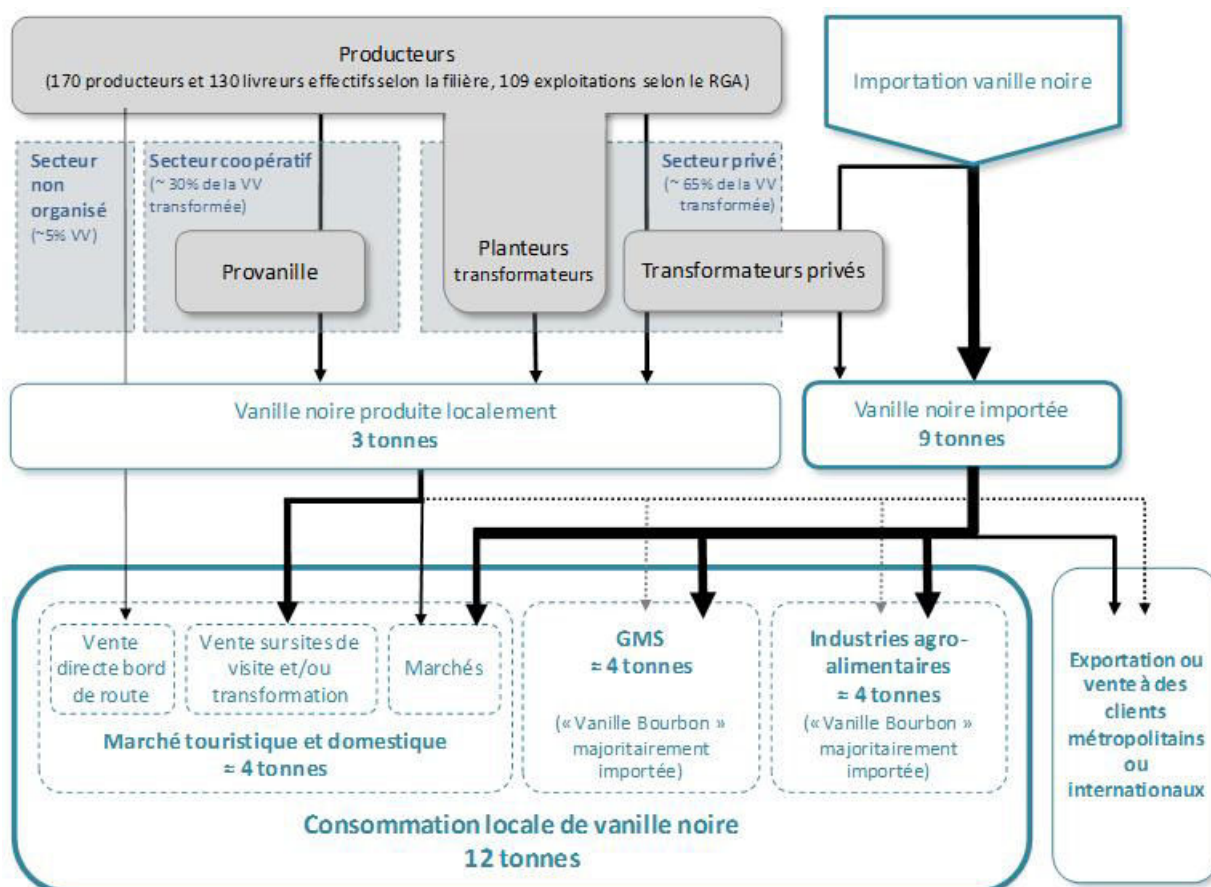 Producteurs
(170 producteurs et 130 livreurs effectifs selon la filière, 109 exploitations selon le RGA)
Importation vanille noire
Secteur
non
organisé
(~5% VV)
Secteur coopératif
(~ 30% de la VV
transformée)
Secteur privé
(~ 65% de la VV
transformée)
Provanille
Planteurs
transformateurs
Transformateurs privés
Vanille noire produite localement
3 tonnes
Vanille noire importée
9 tonnes
Vente
directe bord
de route
Vente sur sites de
visite et/ou
transformation
Marchés
Marché touristique et domestique
≈ 4 tonnes
GMS
≈ 4 tonnes
(« Vanille Bourbon »
majoritairement
importée)
Industries agro-
alimentaires
≈ 4 tonnes
(« Vanille Bourbon »
majoritairement
importée)
Exportation ou
vente à des
clients
métropolitains
ou
internationaux
Consommation locale de vanille noire
12 tonnes